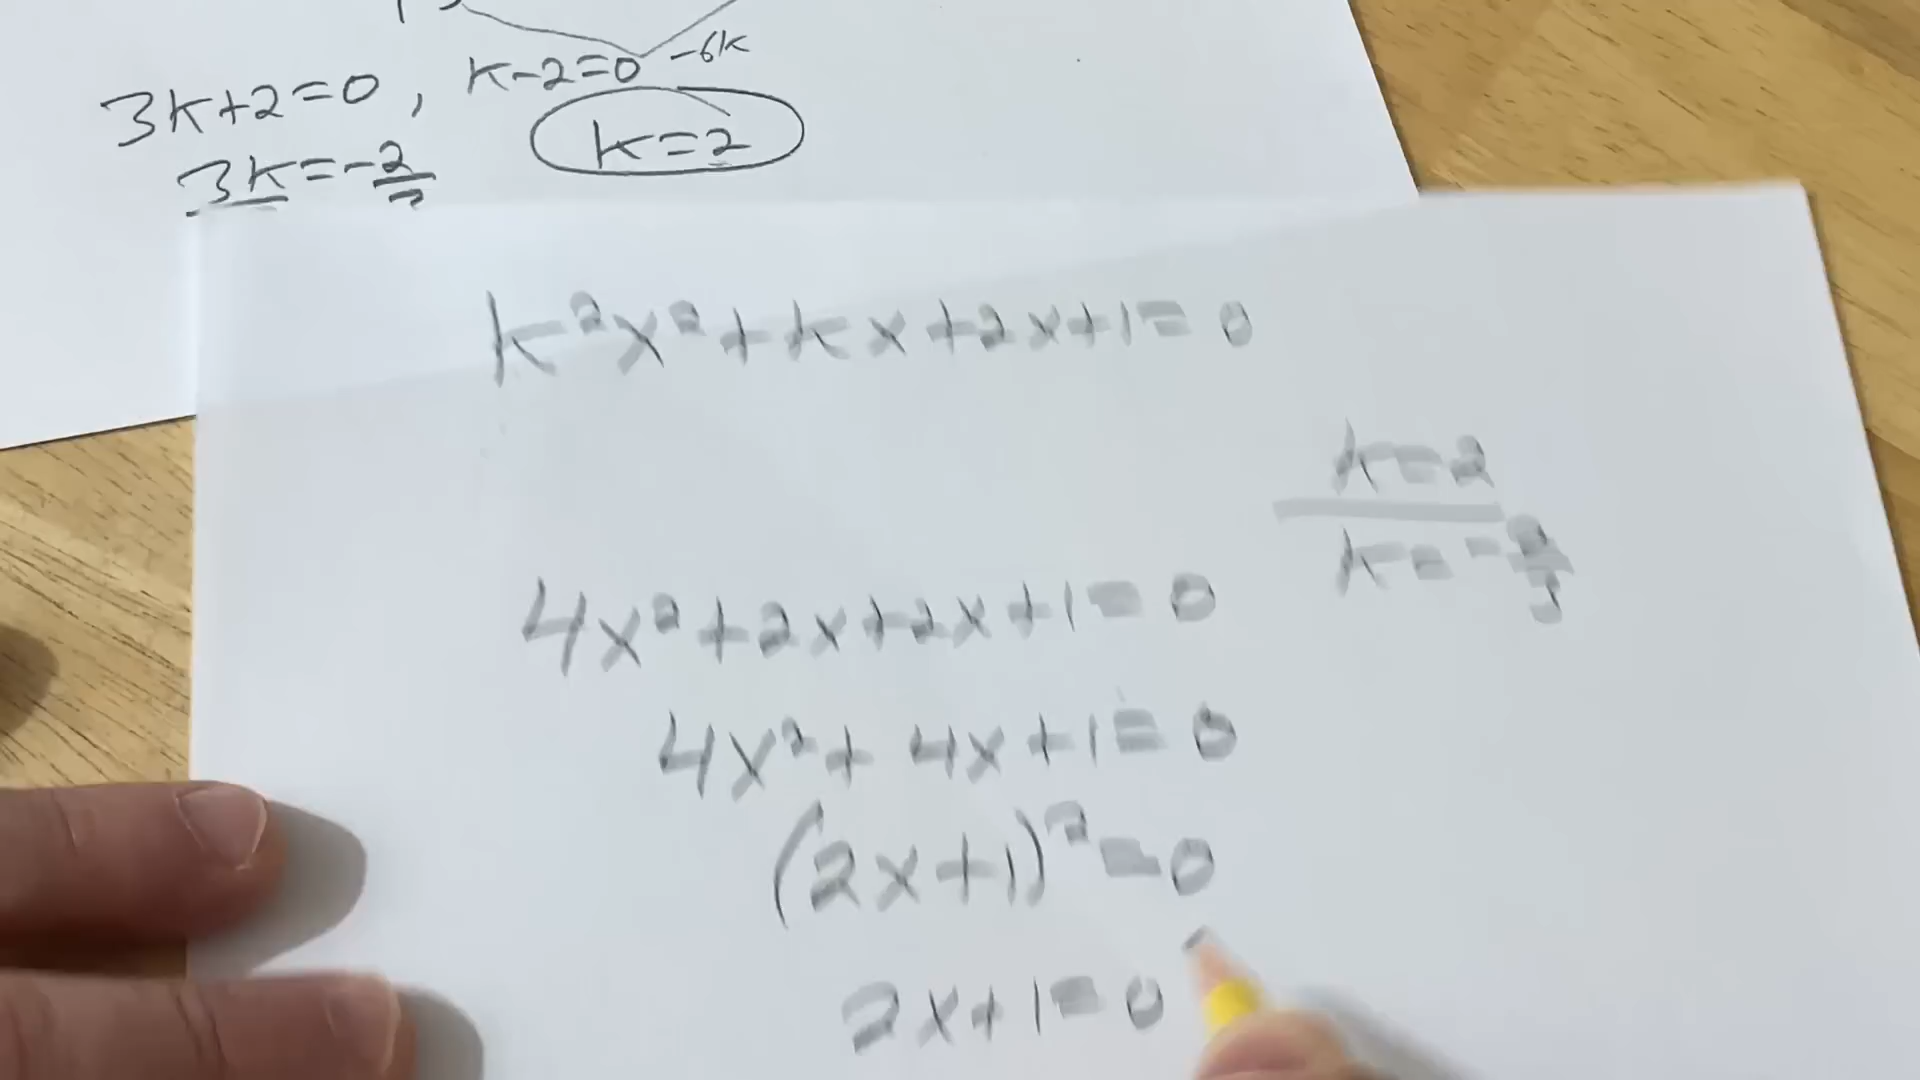 3k+2=0, k-2=0 -6k
3k=-2 k=2
k²x²+kx+2x+1=0
k=2
k=-2/3
4x²+2x+2x+1=0
4x²+4x+1=0
(2x+1)²=0
2x+1=0